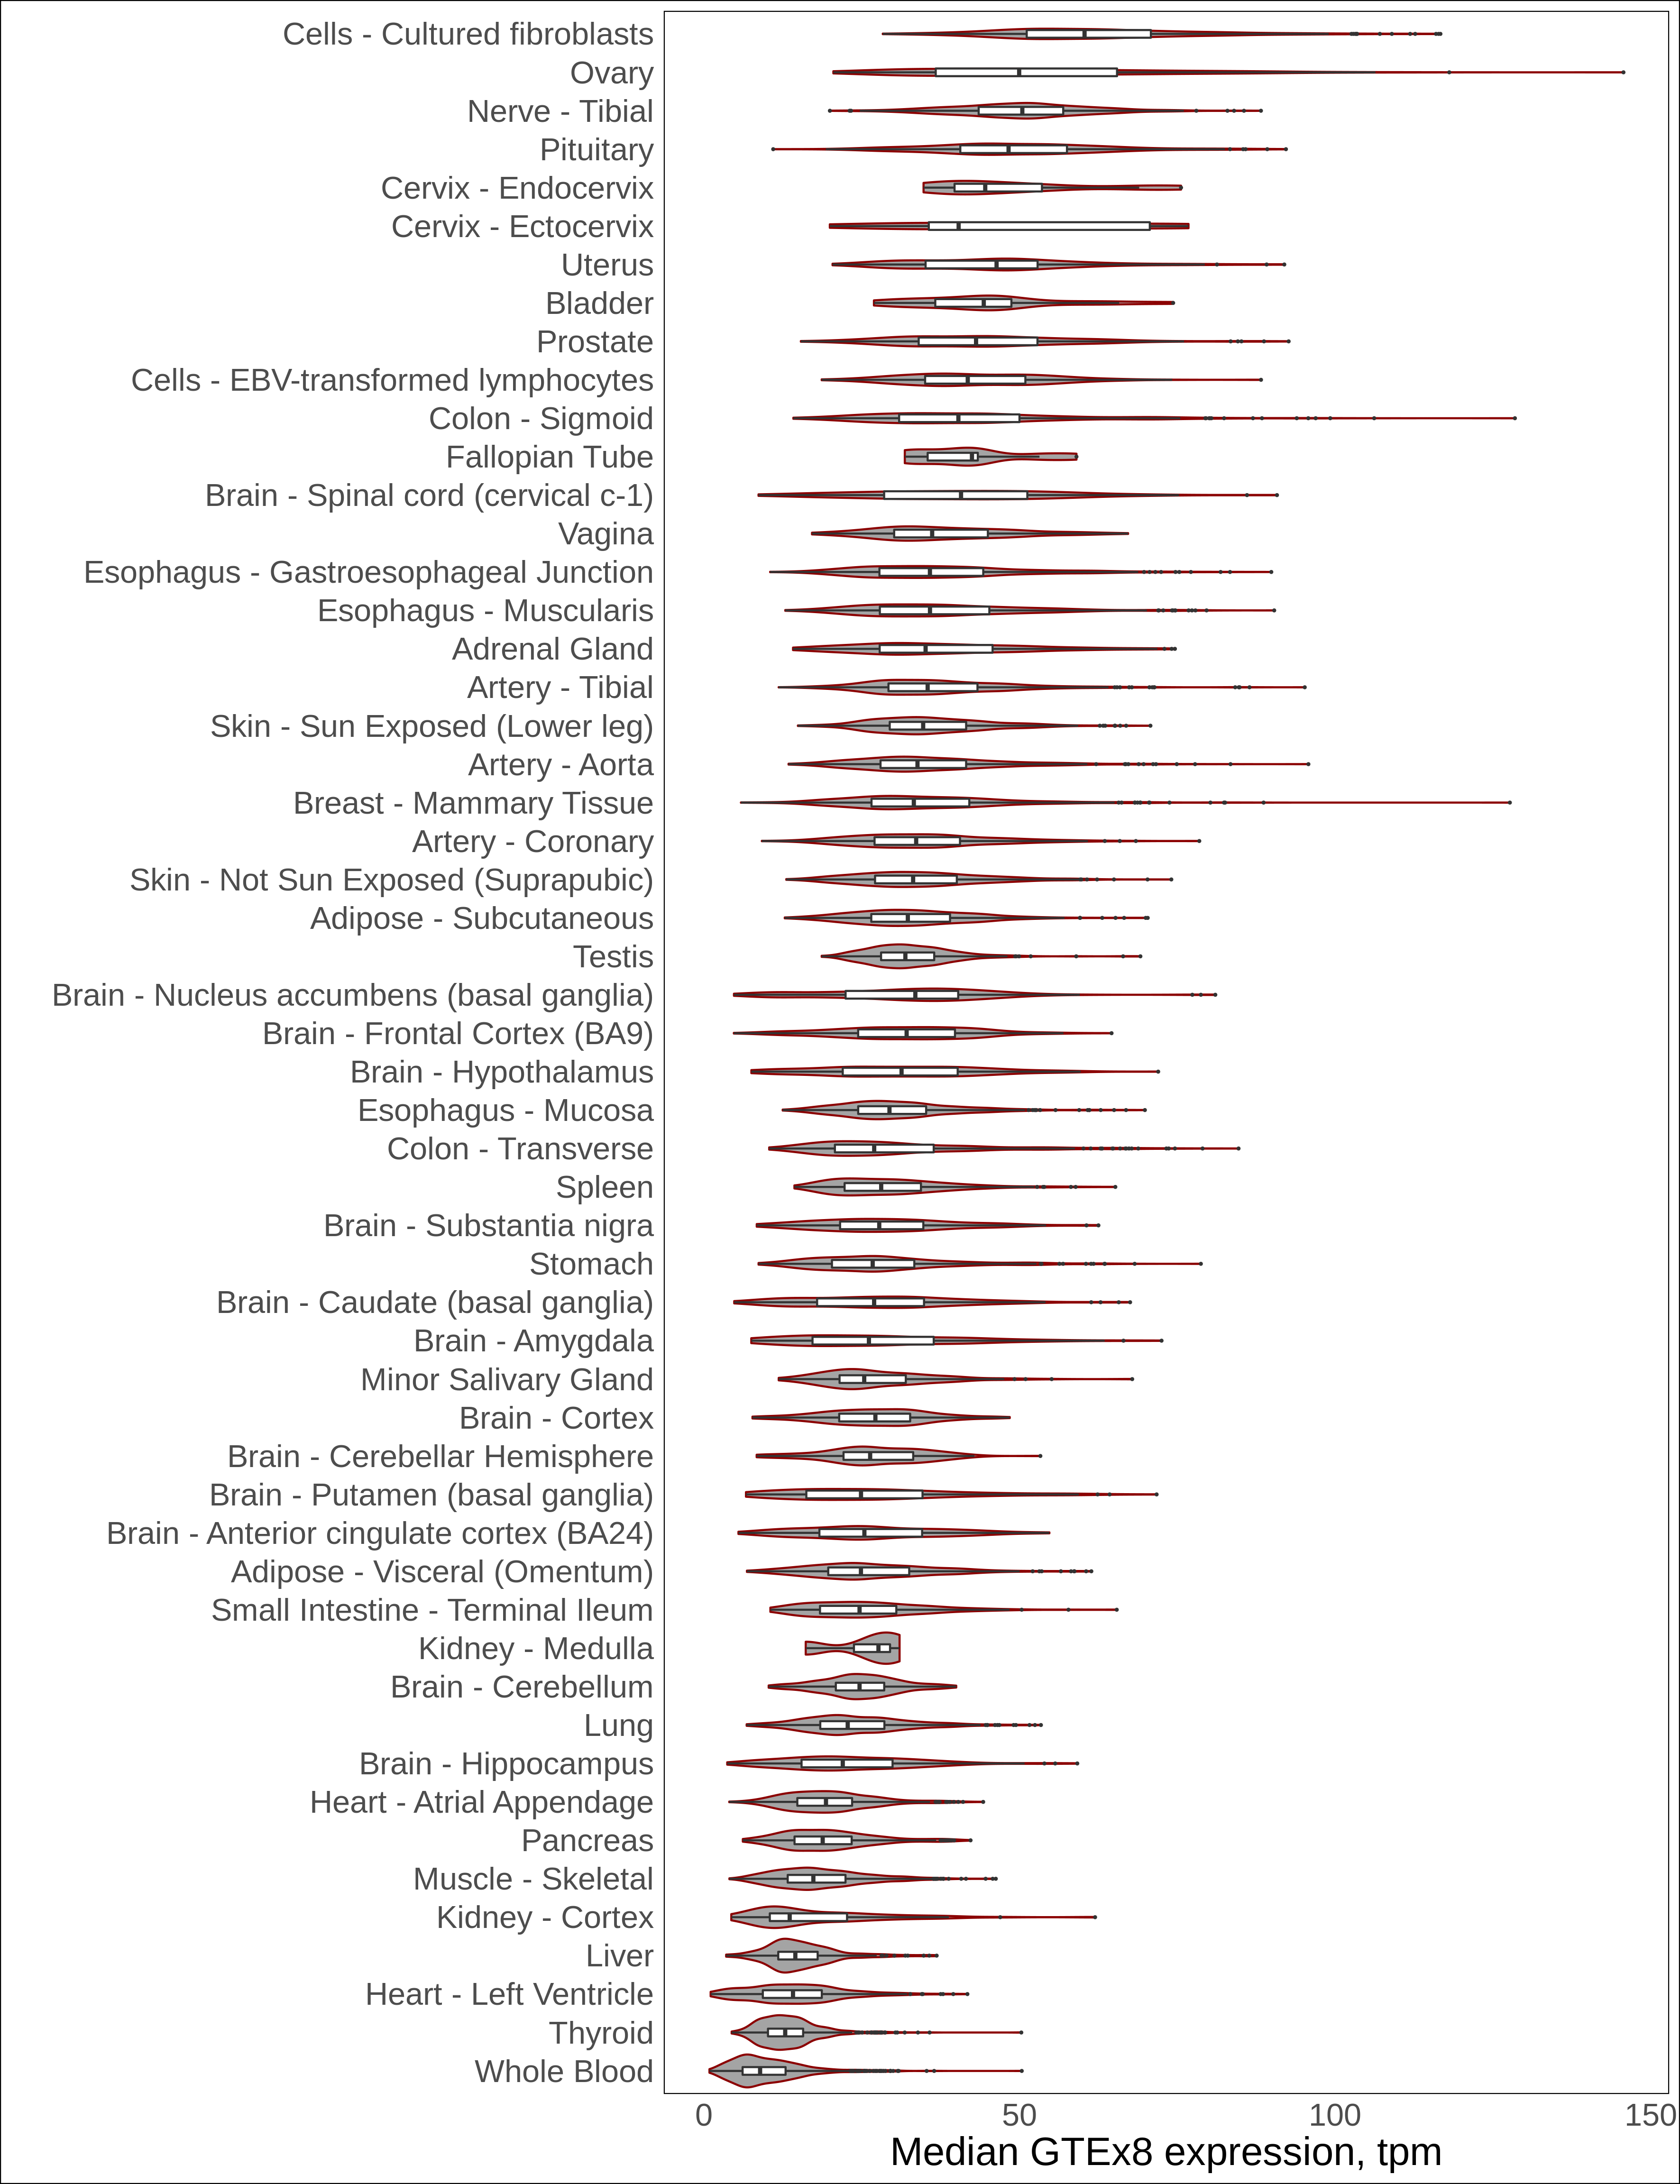 Cells - Cultured fibroblasts
Ovary
Nerve - Tibial
Pituitary
Cervix - Endocervix
Cervix - Ectocervix
Uterus
Bladder
Prostate
Cells - EBV-transformed lymphocytes
Colon - Sigmoid
Fallopian Tube
Brain - Spinal cord (cervical c-1)
Vagina
Esophagus - Gastroesophageal Junction
Esophagus - Muscularis
Adrenal Gland
Artery - Tibial
Skin - Sun Exposed (Lower leg)
Artery - Aorta
Breast - Mammary Tissue
Artery - Coronary
Skin - Not Sun Exposed (Suprapubic)
Adipose - Subcutaneous
Testis
Brain - Nucleus accumbens (basal ganglia)
Brain - Frontal Cortex (BA9)
Brain - Hypothalamus
Esophagus - Mucosa
Colon - Transverse
Spleen
Brain - Substantia nigra
Stomach
Brain - Caudate (basal ganglia)
Brain - Amygdala
Minor Salivary Gland
Brain - Cortex
Brain - Cerebellar Hemisphere
Brain - Putamen (basal ganglia)
Brain - Anterior cingulate cortex (BA24)
Adipose - Visceral (Omentum)
Small Intestine - Terminal Ileum
Kidney - Medulla
Brain - Cerebellum
Lung
Brain - Hippocampus
Heart - Atrial Appendage
Pancreas
Muscle - Skeletal
Kidney - Cortex
Liver
Heart - Left Ventricle
Thyroid
Whole Blood
0 50 100 150
Median GTEx8 expression, tpm